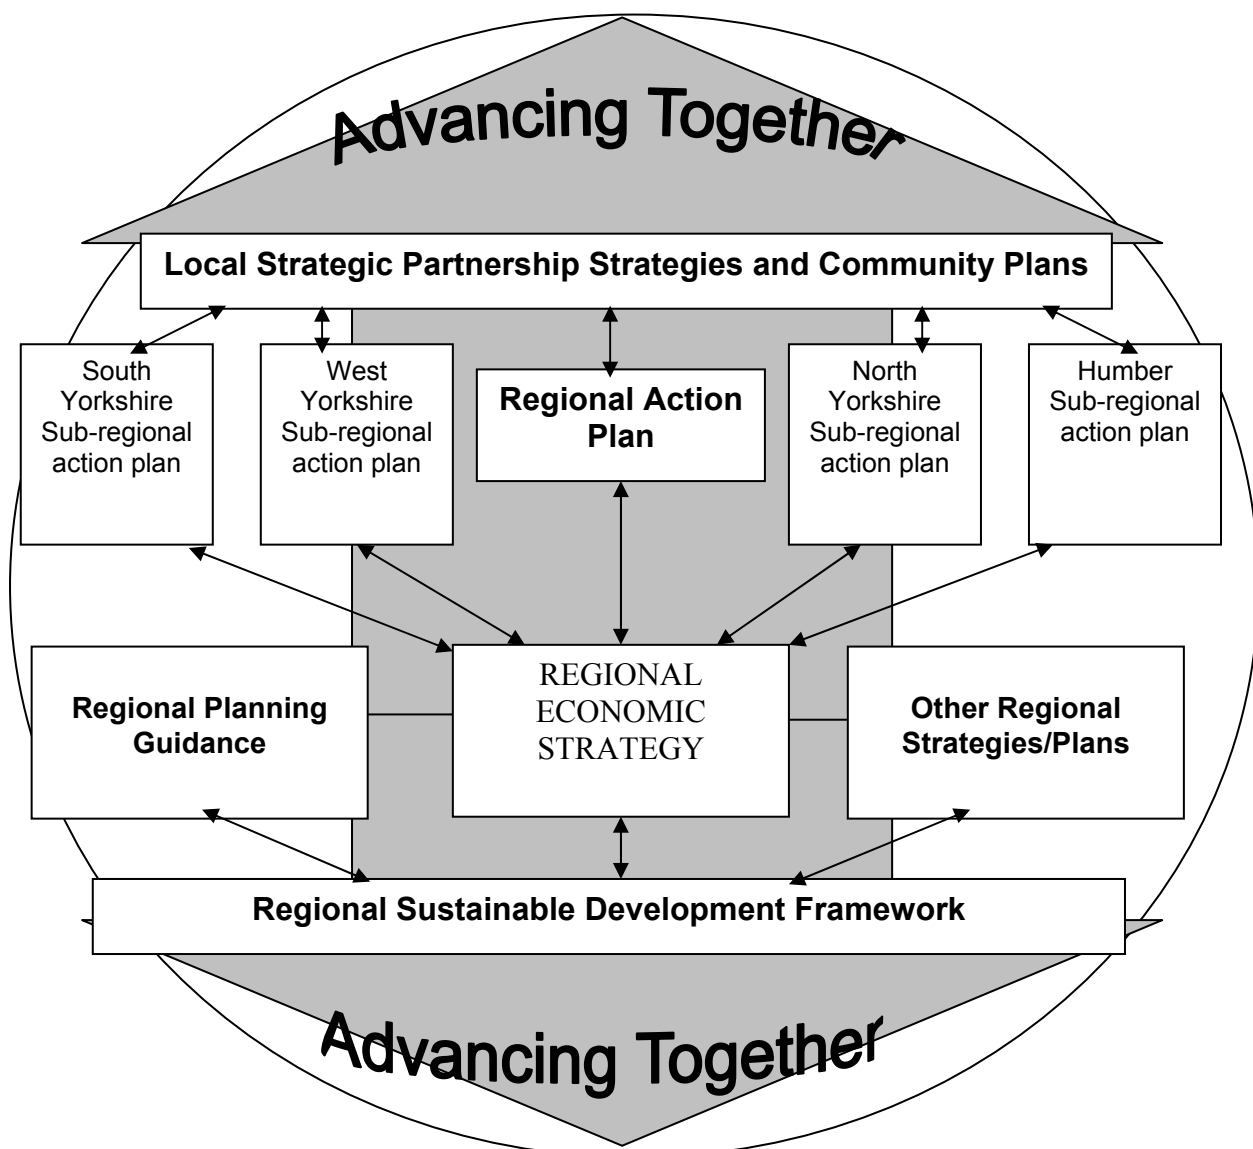 Advancing Together
Local Strategic Partnership Strategies and Community Plans
South
Yorkshire
Sub-regional
action plan
West
Yorkshire
Sub-regional
action plan
Regional Action
Plan
North
Yorkshire
Sub-regional
action plan
Humber
Sub-regional
action plan
Regional Planning
Guidance
REGIONAL
ECONOMIC
STRATEGY
Other Regional
Strategies/Plans
Regional Sustainable Development Framework
Advancing Together